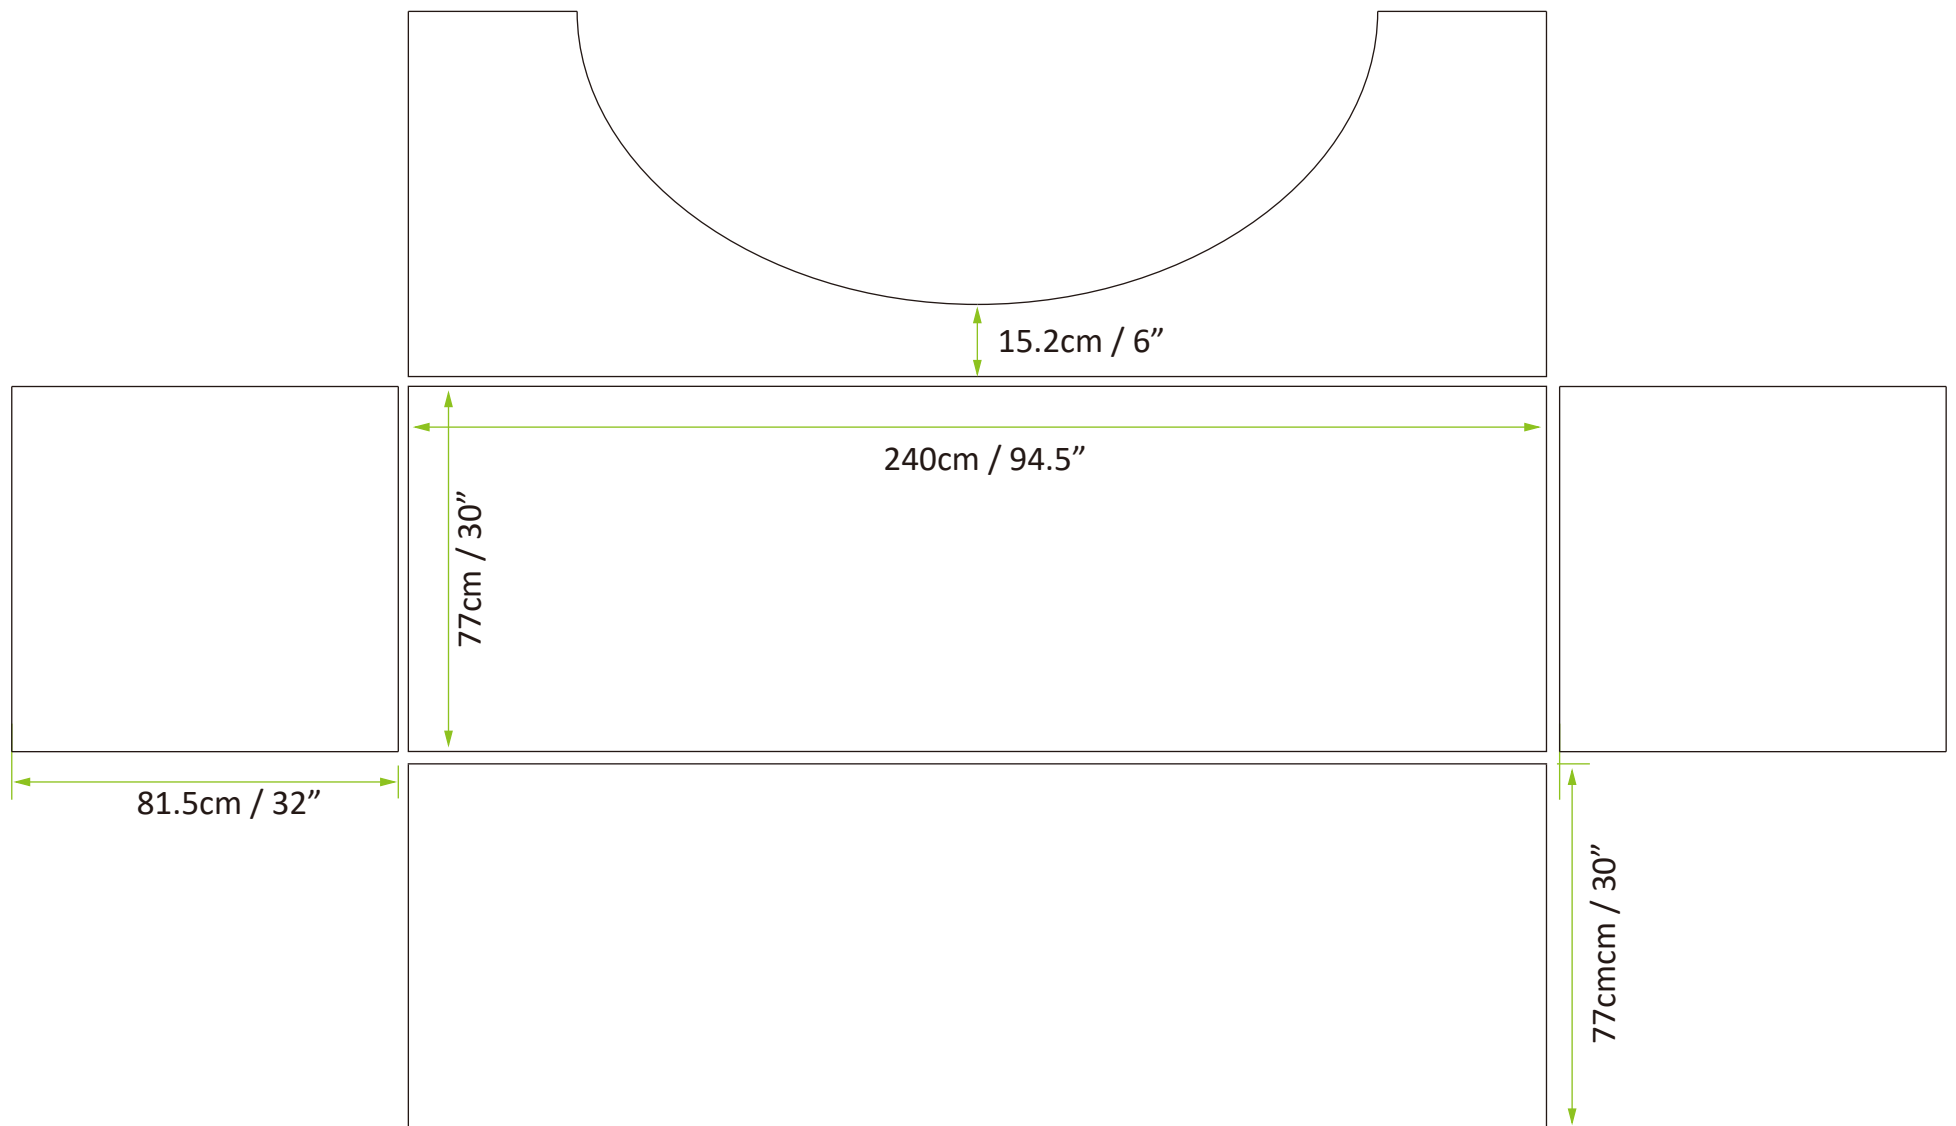 15.2cm / 6”
240cm / 94.5”
77cm / 30”
81.5cm / 32”
77cmcm / 30”